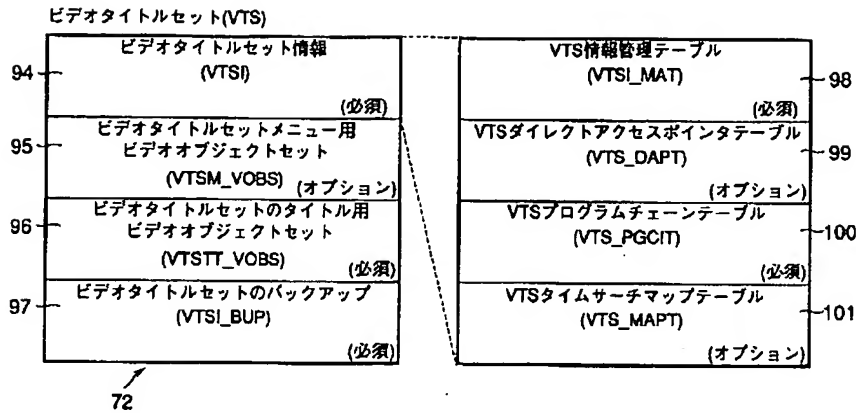 ビデオタイトルセット(VTS)
94
ビデオタイトルセット情報
(VTSI)
(必須)
95
ビデオタイトルセットメニュー用
ビデオオブジェクトセット
(VTSM_VOBS)
(オプション)
96
ビデオタイトルセットのタイトル用
ビデオオブジェクトセット
(VTSTT_VOBS)
(必須)
97
ビデオタイトルセットのバックアップ
(VTSI_BUP)
(必須)
72
VTS情報管理テーブル
(VTSI_MAT)
(必須)
98
VTSダイレクトアクセスポインタテーブル
(VTS_DAPT)
(オプション)
99
VTSプログラムチェーンテーブル
(VTS_PGCIT)
(必須)
100
VTSタイムサーチマップテーブル
(VTS_MAPT)
(オプション)
101